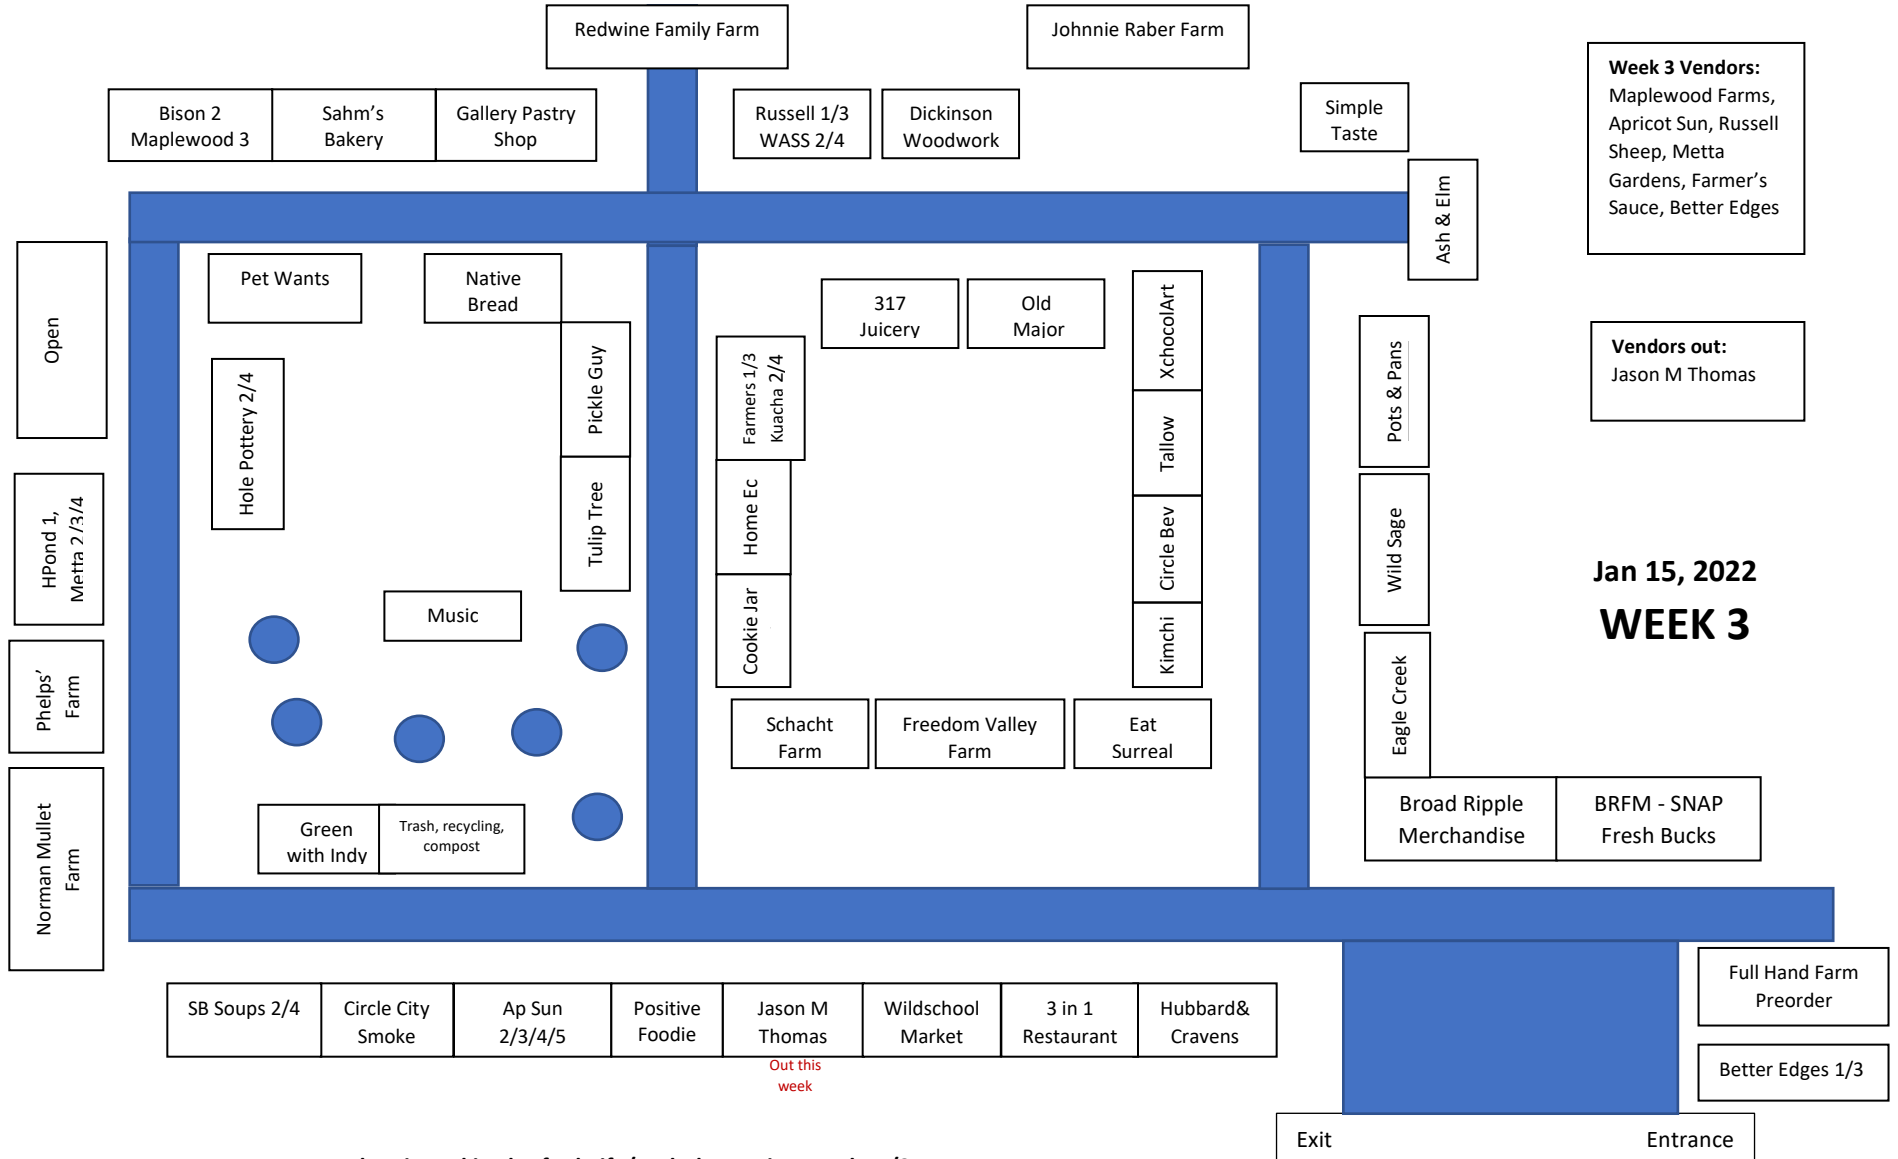 Redwine Family Farm
Johnnie Raber Farm
Bison 2
Maplewood 3
Sahm’s
Bakery
Gallery Pastry
Shop
Russell 1/3
WASS 2/4
Dickinson
Woodwork
Simple
Taste
Ash & Elm
Week 3 Vendors:
Maplewood Farms,
Apricot Sun, Russell
Sheep, Metta
Gardens, Farmer’s
Sauce, Better Edges
Vendors out:
Jason M Thomas
Open
Pet Wants
Native
Bread
Pickle Guy
Tulip Tree
Hole Pottery 2/4
HPond 1,
Metta 2/3/4
Phelps’
Farm
Norman Mullet
Farm
Music
Green
with Indy
Trash, recycling,
compost
317
Juicery
Old
Major
Farmers 1/3
Kuacha 2/4
Home Ec
Cookie Jar
XchocolArt
Tallow
Circle Bev
Kimchi
Schacht
Farm
Freedom Valley
Farm
Eat
Surreal
Pots & Pans
Wild Sage
Eagle Creek
Broad Ripple
Merchandise
BRFM - SNAP
Fresh Bucks
Jan 15, 2022
WEEK 3
SB Soups 2/4
Circle City
Smoke
Ap Sun
2/3/4/5
Positive
Foodie
Jason M
Thomas
Out this
week
Wildschool
Market
3 in 1
Restaurant
Hubbard&
Cravens
Full Hand Farm
Preorder
Better Edges 1/3
Exit
Entrance